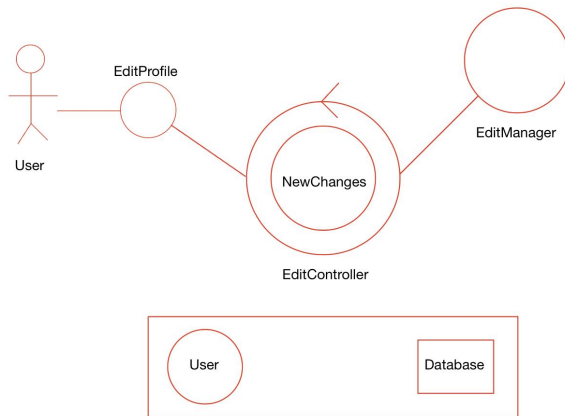 EditProfile
User
NewChanges
EditManager
EditController
User
Database